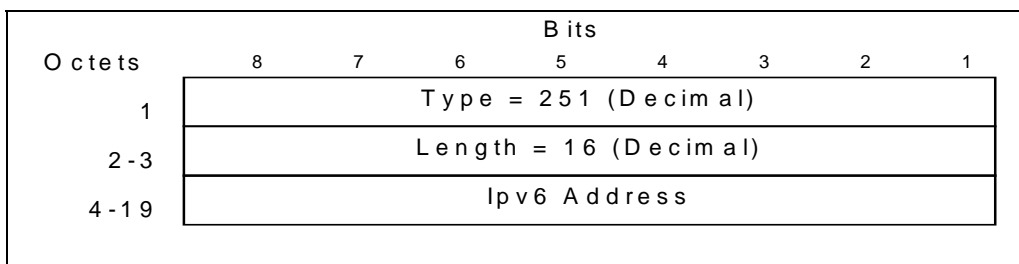 Bits
Octets 8 7 6 5 4 3 2 1
1 Type = 251 (Decimal)
2-3 Length = 16 (Decimal)
4-19 Ipv6 Address